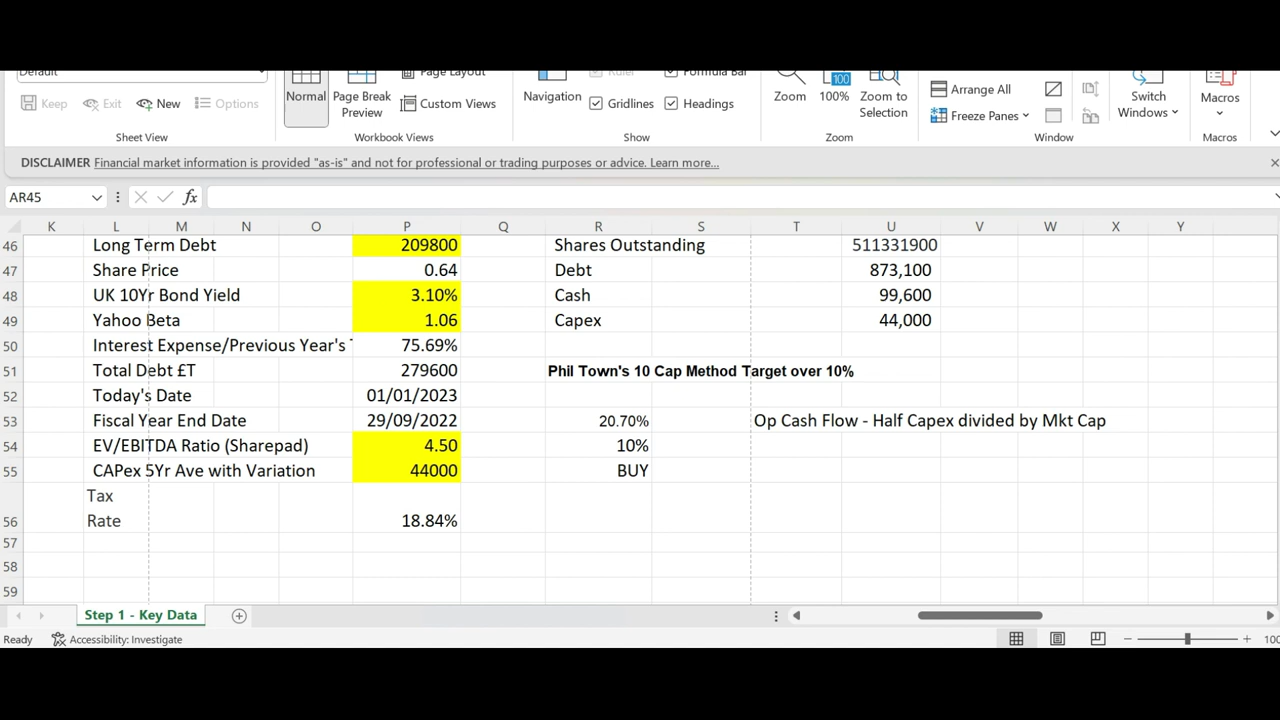 Default
Page Layout
Ruler
Formula Bar
Keep
Exit
New
Options
Normal
Page Break Preview
Custom Views
Navigation
Gridlines
Headings
Zoom
100%
Zoom to Selection
Arrange All
Freeze Panes
Switch Windows
Macros
Sheet View
Workbook Views
Show
Zoom
Window
Macros
DISCLAIMER Financial market information is provided "as-is" and not for professional or trading purposes or advice. Learn more...
AR45
fx
K L M N O P Q R S T U V W X Y
46 Long Term Debt 209800 Shares Outstanding 511331900
47 Share Price 0.64 Debt 873,100
48 UK 10Yr Bond Yield 3.10% Cash 99,600
49 Yahoo Beta 1.06 Capex 44,000
50 Interest Expense/Previous Year's 75.69%
51 Total Debt £T 279600 Phil Town's 10 Cap Method Target over 10%
52 Today's Date 01/01/2023
53 Fiscal Year End Date 29/09/2022 20.70% Op Cash Flow - Half Capex divided by Mkt Cap
54 EV/EBITDA Ratio (Sharepad) 4.50 10%
55 CAPex 5Yr Ave with Variation 44000 BUY
Tax
56 Rate 18.84%
57
58
59
Step 1 - Key Data
Ready
Accessibility: Investigate
100